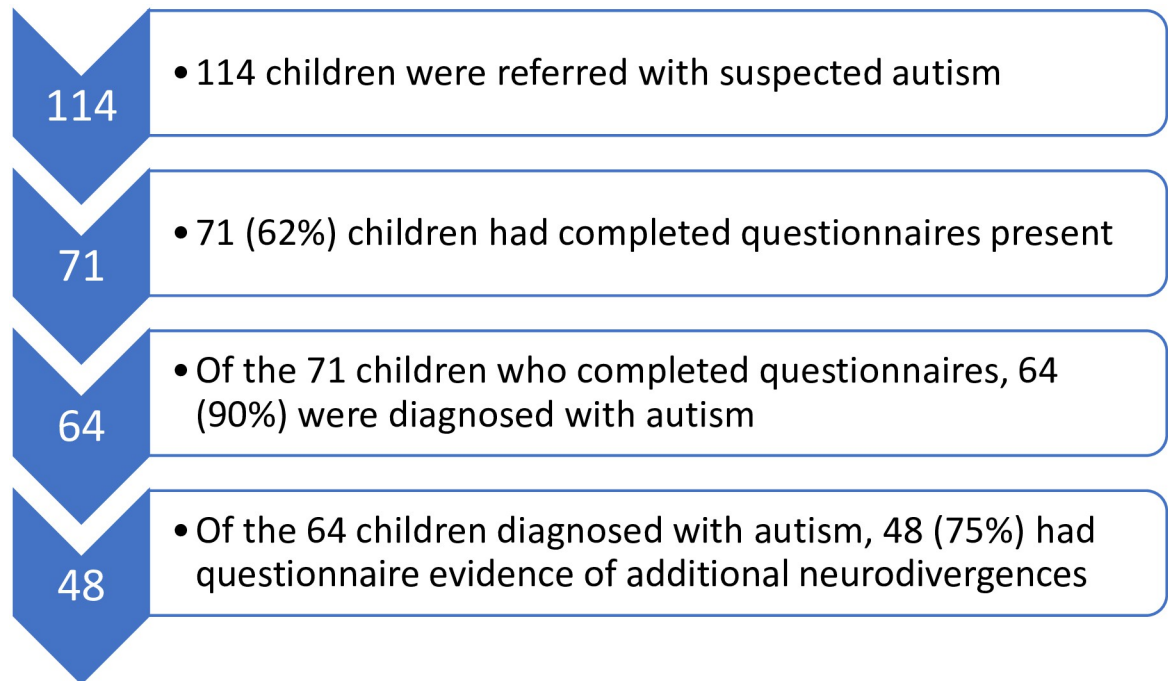 114
• 114 children were referred with suspected autism
71
• 71 (62%) children had completed questionnaires present
64
• Of the 71 children who completed questionnaires, 64
(90%) were diagnosed with autism
48
• Of the 64 children diagnosed with autism, 48 (75%) had
questionnaire evidence of additional neurodivergences